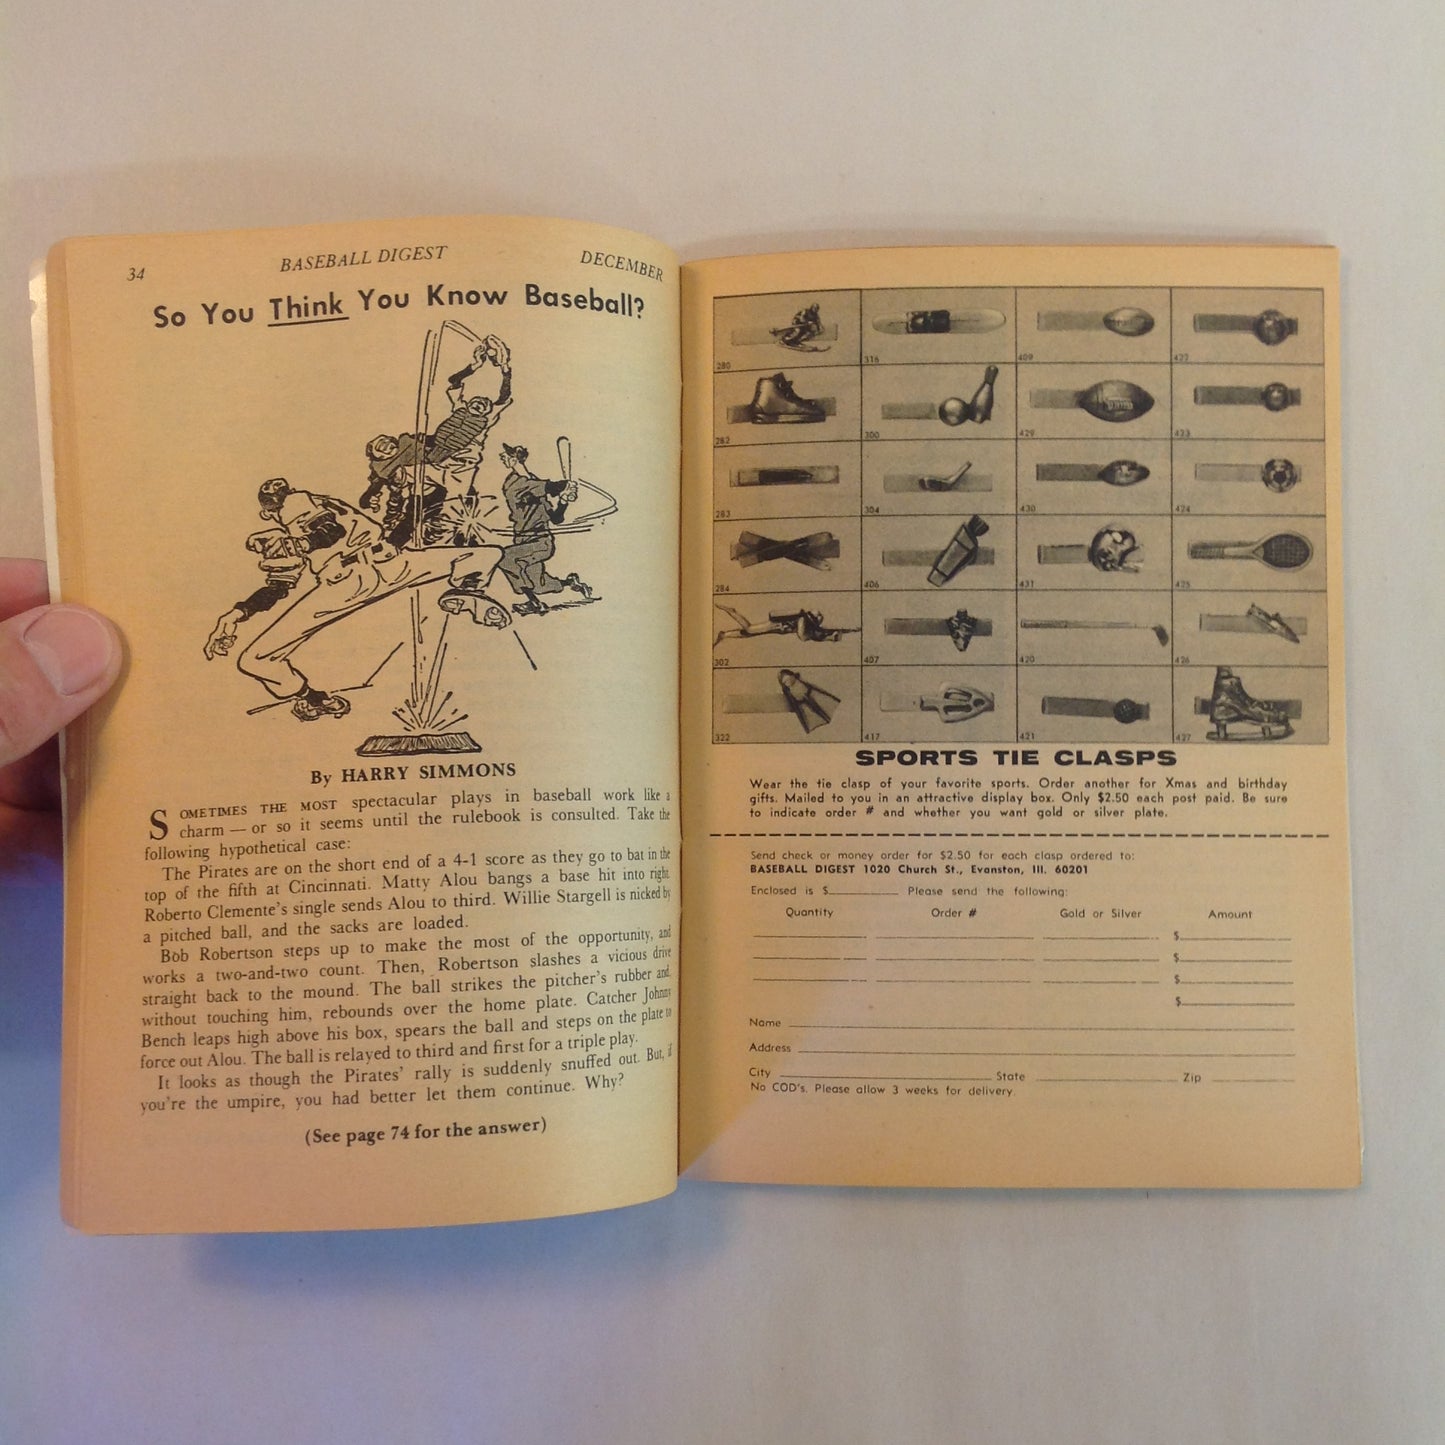 34 BASEBALL DIGEST DECEMBER
So You Think You Know Baseball?
By HARRY SIMMONS
SOMETIMES THE MOST spectacular plays in baseball work like a
charm — or so it seems until the rulebook is consulted. Take the
following hypothetical case:
The Pirates are on the short end of a 4-1 score as they go to bat in the
top of the fifth at Cincinnati. Matty Alou bangs a base hit into right.
Roberto Clemente's single sends Alou to third. Willie Stargell is nicked by
a pitched ball, and the sacks are loaded.
Bob Robertson steps up to make the most of the opportunity, and
works a two-and-two count. Then, Robertson slashes a vicious drive
straight back to the mound. The ball strikes the pitcher's rubber and,
without touching him, rebounds over the home plate. Catcher Johnny
Bench leaps high above his box, spears the ball and steps on the plate to
force out Alou. The ball is relayed to third and first for a triple play.
It looks as though the Pirates' rally is suddenly snuffed out. But, if
you're the umpire, you had better let them continue. Why?
(See page 74 for the answer)
280 316 409 422
282 300 429 423
283 304 430 424
284 406 431 425
302 407 420 426
322 417 421 427
SPORTS TIE CLASPS
Wear the tie clasp of your favorite sports. Order another for Xmas and birthday
gifts. Mailed to you in an attractive display box. Only $2.50 each post paid. Be sure
to indicate order # and whether you want gold or silver plate.
Send check or money order for $2.50 for each clasp ordered to:
BASEBALL DIGEST 1020 Church St., Evanston, Ill. 60201
Enclosed is $ Please send the following:
Quantity Order # Gold or Silver Amount
$
$
$
$
Name
Address
City State Zip
No COD's. Please allow 3 weeks for delivery.